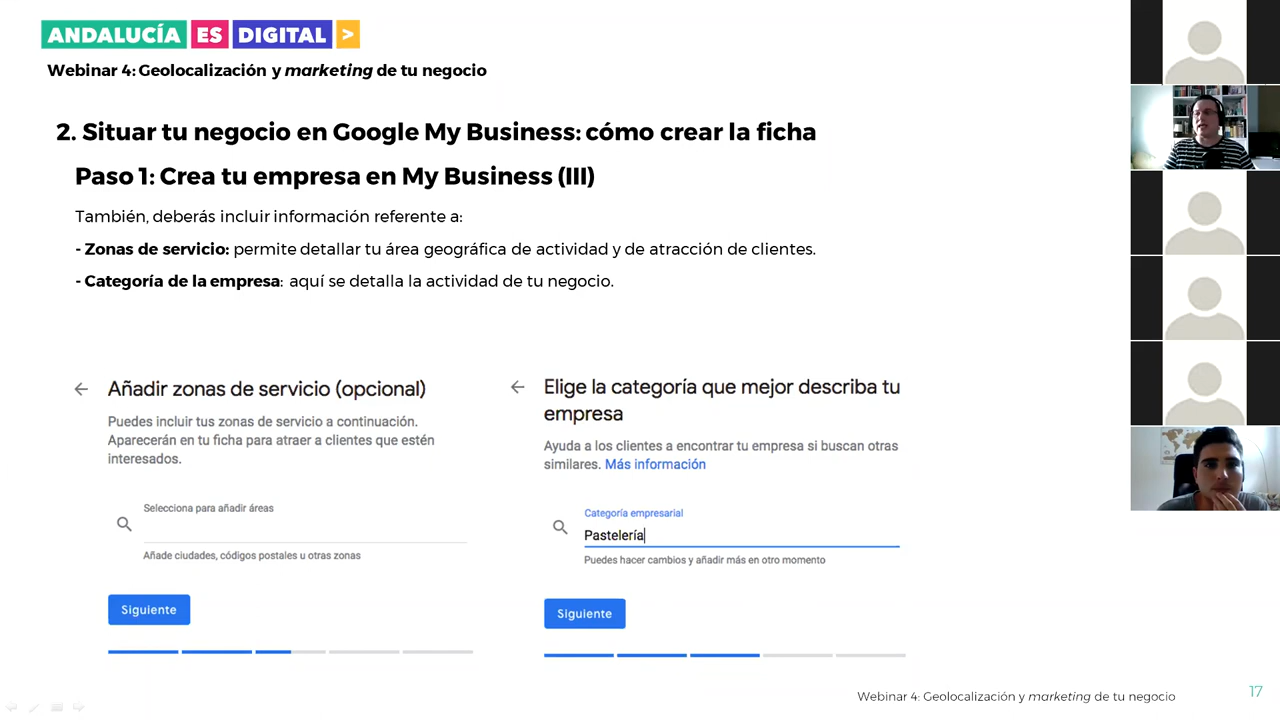 ANDALUCÍA ES DIGITAL >
Webinar 4: Geolocalización y marketing de tu negocio
2. Situar tu negocio en Google My Business: cómo crear la ficha
Paso 1: Crea tu empresa en My Business (III)
También, deberás incluir información referente a:
- Zonas de servicio: permite detallar tu área geográfica de actividad y de atracción de clientes.
- Categoría de la empresa: aquí se detalla la actividad de tu negocio.
Añadir zonas de servicio (opcional)
Puedes incluir tus zonas de servicio a continuación.
Aparecerán en tu ficha para atraer a clientes que estén
interesados.
Selecciona para añadir áreas
Añade ciudades, códigos postales u otras zonas
Siguiente
Elige la categoría que mejor describa tu
empresa
Ayuda a los clientes a encontrar tu empresa si buscan otras
similares. Más información
Categoría empresarial
Pastelería
Puedes hacer cambios y añadir más en otro momento
Siguiente
Webinar 4: Geolocalización y marketing de tu negocio
17